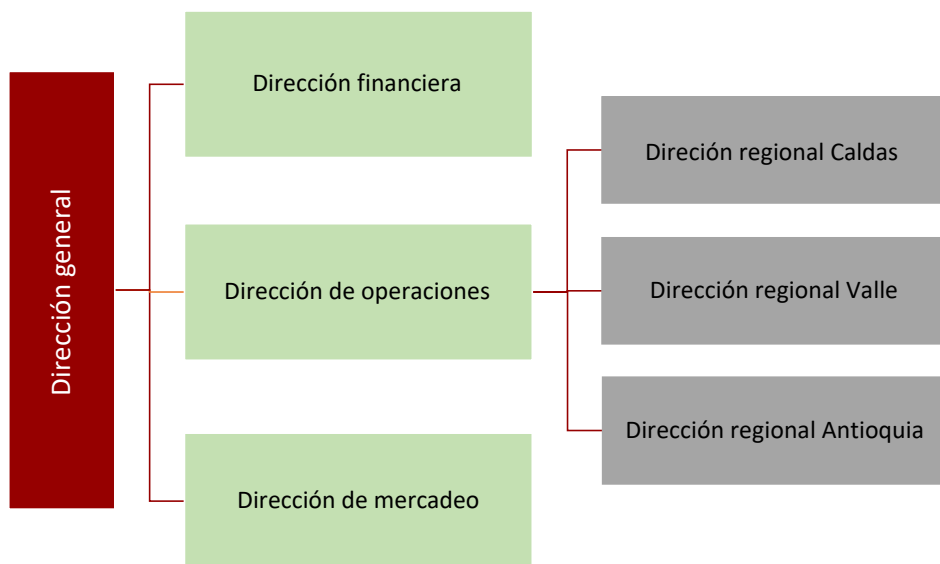 Dirección general
Dirección financiera
Dirección de operaciones
Dirección de mercadeo
Direción regional Caldas
Dirección regional Valle
Dirección regional Antioquia